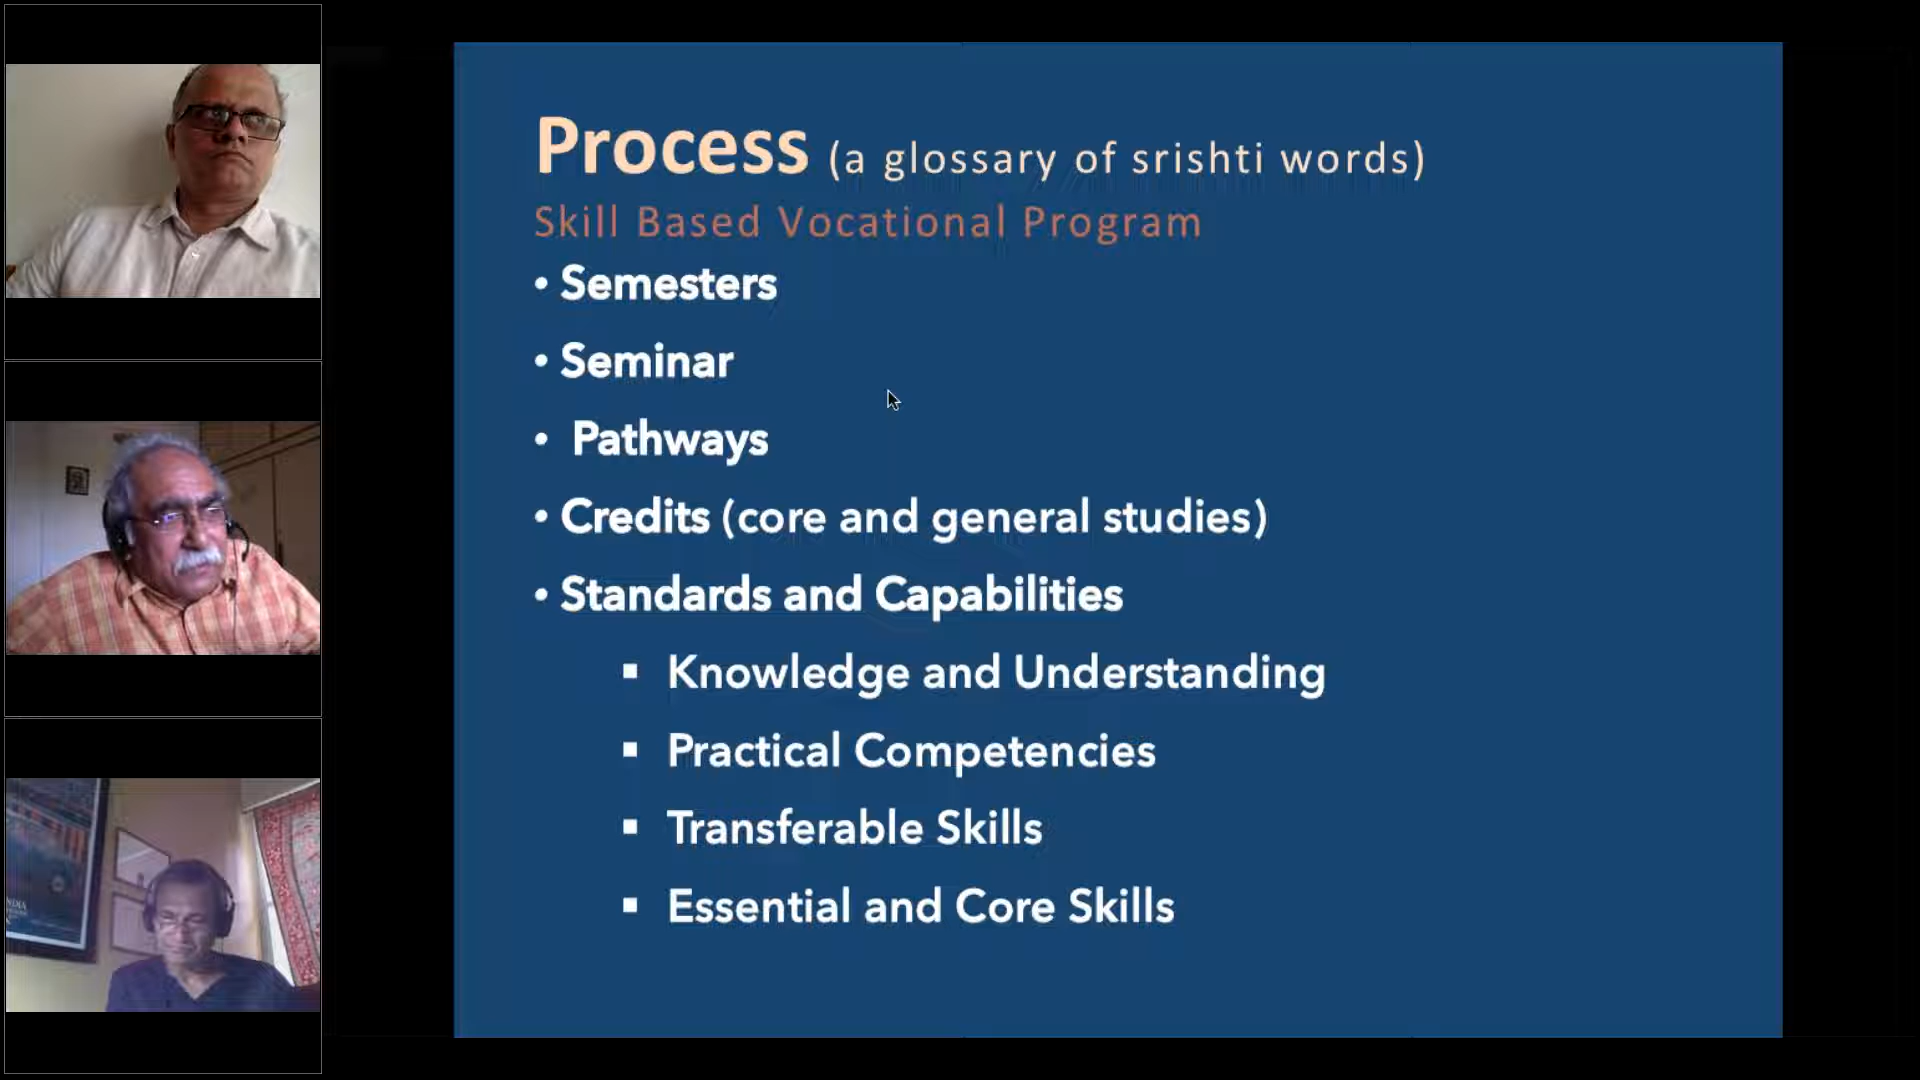 Process (a glossary of srishti words)
Skill Based Vocational Program
• Semesters
• Seminar
• Pathways
• Credits (core and general studies)
• Standards and Capabilities
▪ Knowledge and Understanding
▪ Practical Competencies
▪ Transferable Skills
▪ Essential and Core Skills